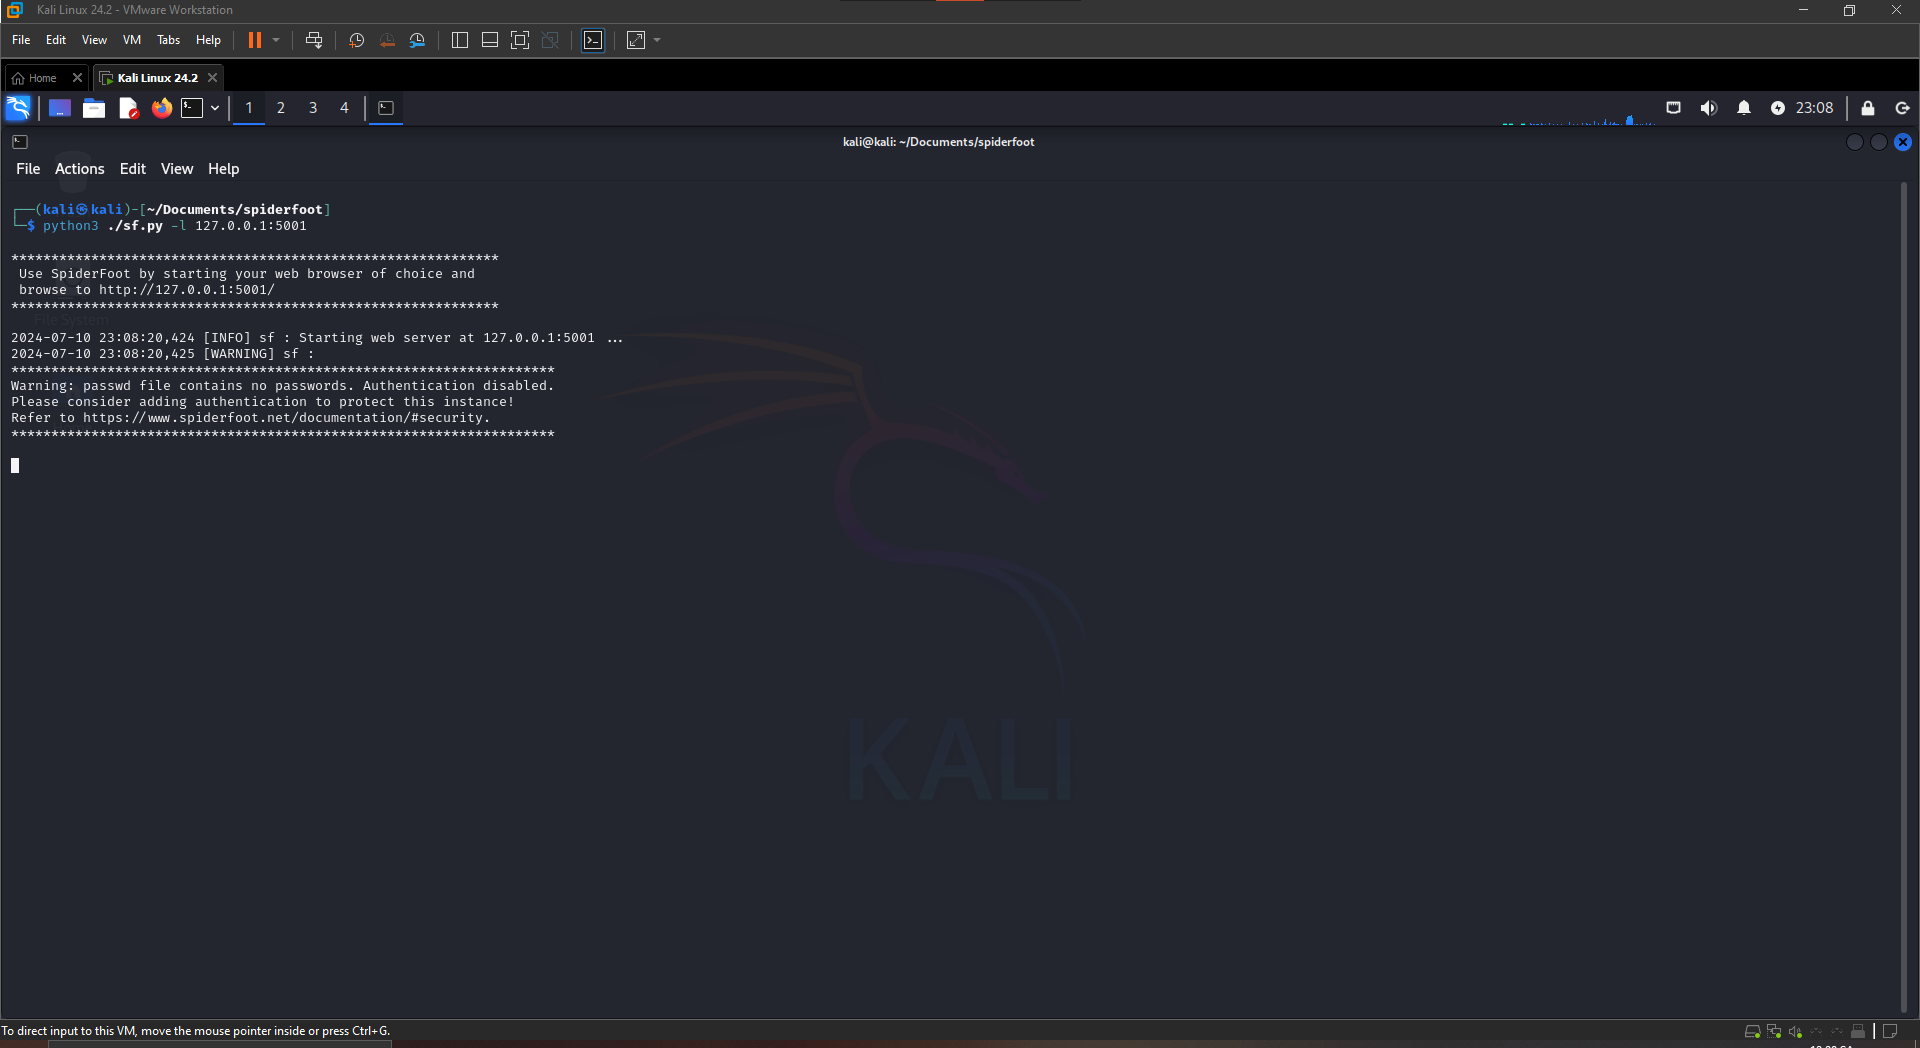 Kali Linux 24.2 - VMware Workstation
File Edit View VM Tabs Help
Home
Kali Linux 24.2
1 2 3 4
23:08
kali@kali: ~/Documents/spiderfoot
File Actions Edit View Help
┌──(kali㉿kali)-[~/Documents/spiderfoot]
└─$ python3 ./sf.py -l 127.0.0.1:5001
*************************************************************
Use SpiderFoot by starting your web browser of choice and
browse to http://127.0.0.1:5001/
*************************************************************
File System
2024-07-10 23:08:20,424 [INFO] sf : Starting web server at 127.0.0.1:5001 ...
2024-07-10 23:08:20,425 [WARNING] sf :
********************************************************************
Warning: passwd file contains no passwords. Authentication disabled.
Please consider adding authentication to protect this instance!
Refer to https://www.spiderfoot.net/documentation/#security.
********************************************************************
KALI
To direct input to this VM, move the mouse pointer inside or press Ctrl+G.